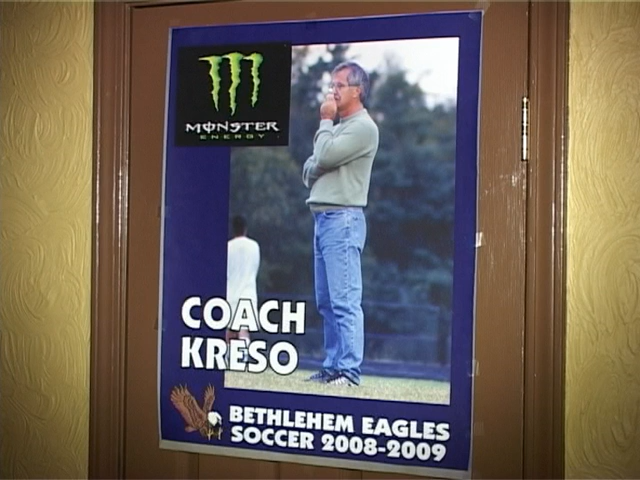 MONSTER
ENERGY
COACH
KRESO
BETHLEHEM EAGLES
SOCCER 2008-2009